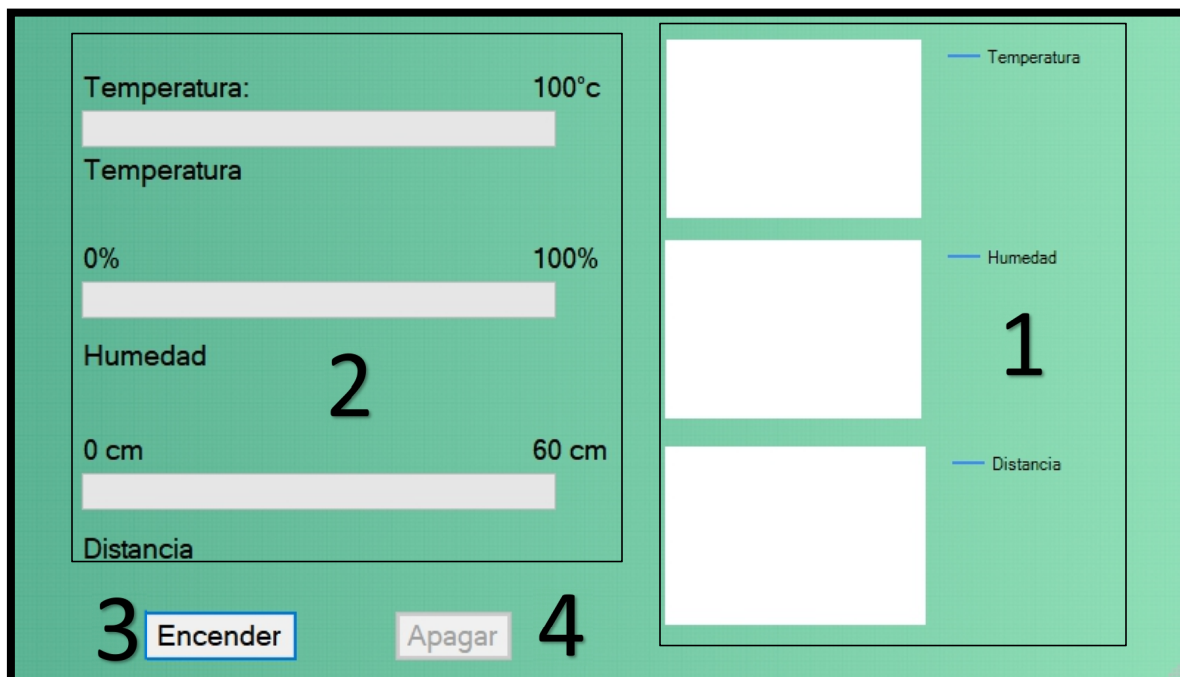 Temperatura: 100°c
Temperatura
0% 100%
Humedad
2
0 cm 60 cm
Distancia
3 Encender Apagar 4
Temperatura
Humedad
1
Distancia